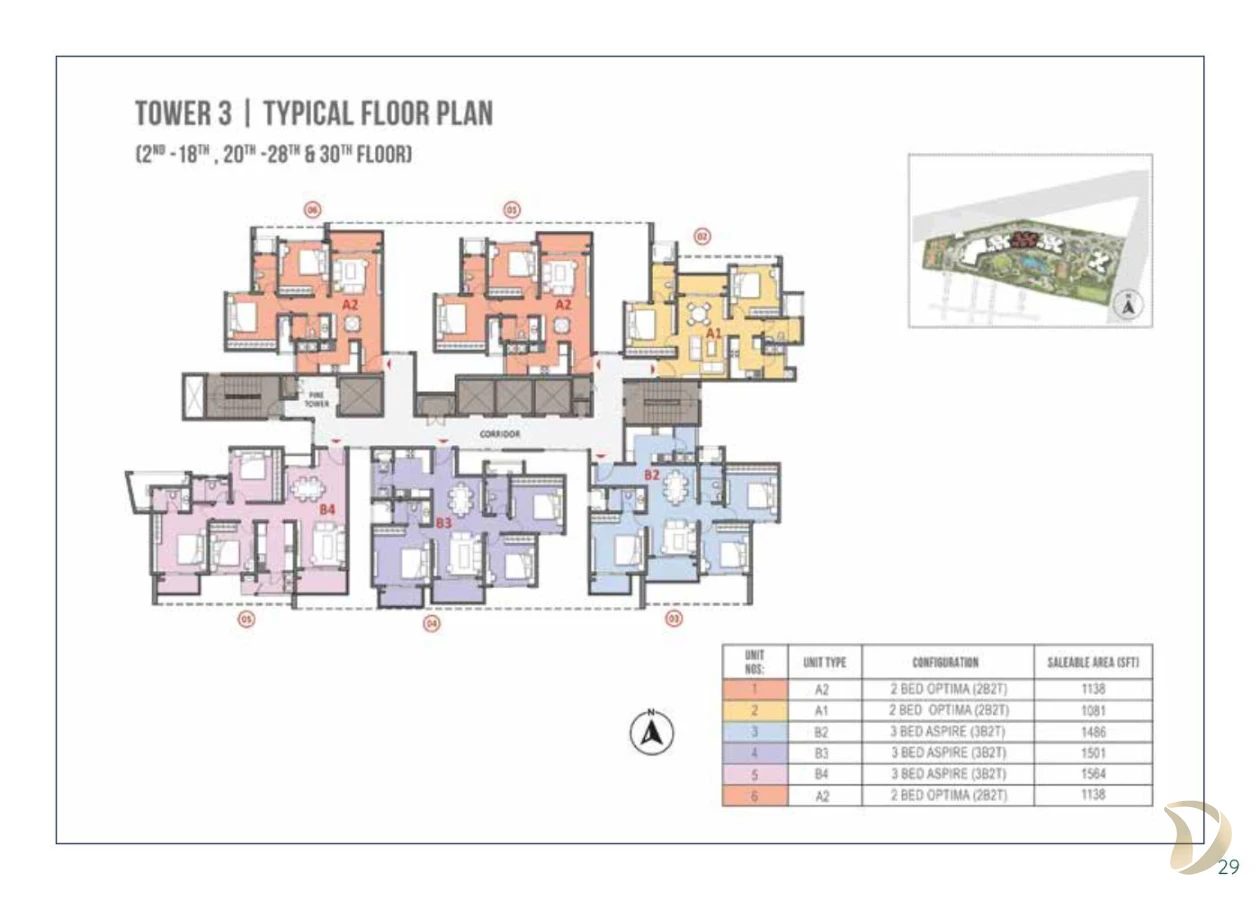 TOWER 3 | TYPICAL FLOOR PLAN
(2ND -18TH , 20TH -28TH & 30TH FLOOR)
06
01
02
A2
A2
A1
N
FIRE
TOWER
CORRIDOR
B4
B3
B2
05
04
03
N
UNIT NOS: UNIT TYPE CONFIGURATION SALEABLE AREA (SFT)
1 A2 2 BED OPTIMA (2B2T) 1138
2 A1 2 BED OPTIMA (2B2T) 1081
3 B2 3 BED ASPIRE (3B2T) 1486
4 B3 3 BED ASPIRE (3B2T) 1501
5 B4 3 BED ASPIRE (3B2T) 1564
6 A2 2 BED OPTIMA (2B2T) 1138
29